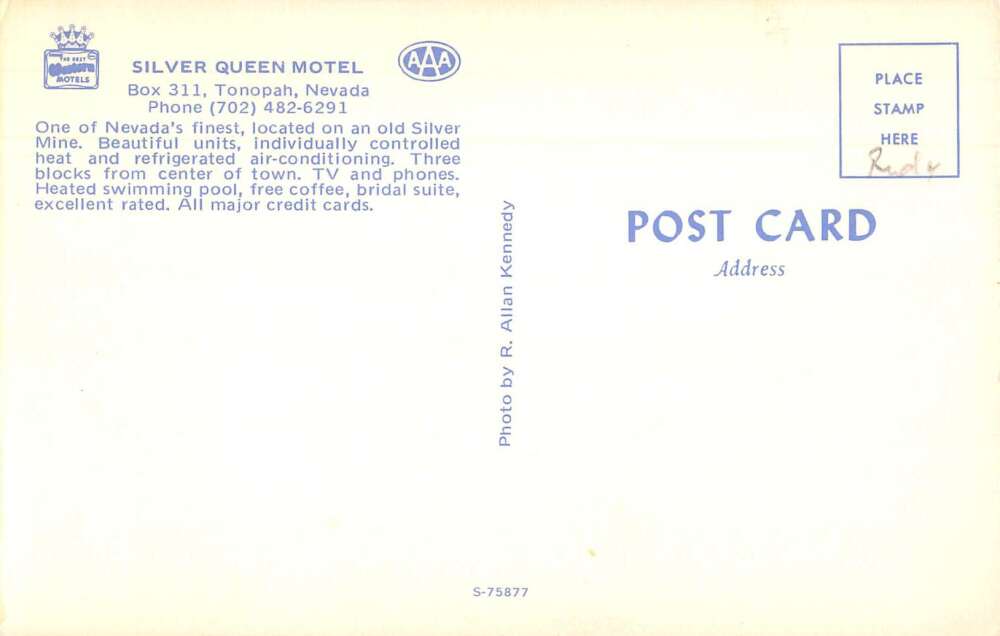 THE BEST
Western
MOTELS
AAA
SILVER QUEEN MOTEL
Box 311, Tonopah, Nevada
Phone (702) 482-6291
One of Nevada's finest, located on an old Silver
Mine. Beautiful units, individually controlled
heat and refrigerated air-conditioning. Three
blocks from center of town. TV and phones.
Heated swimming pool, free coffee, bridal suite,
excellent rated. All major credit cards.
Photo by R. Allan Kennedy
S-75877
PLACE
STAMP
HERE
POST CARD
Address